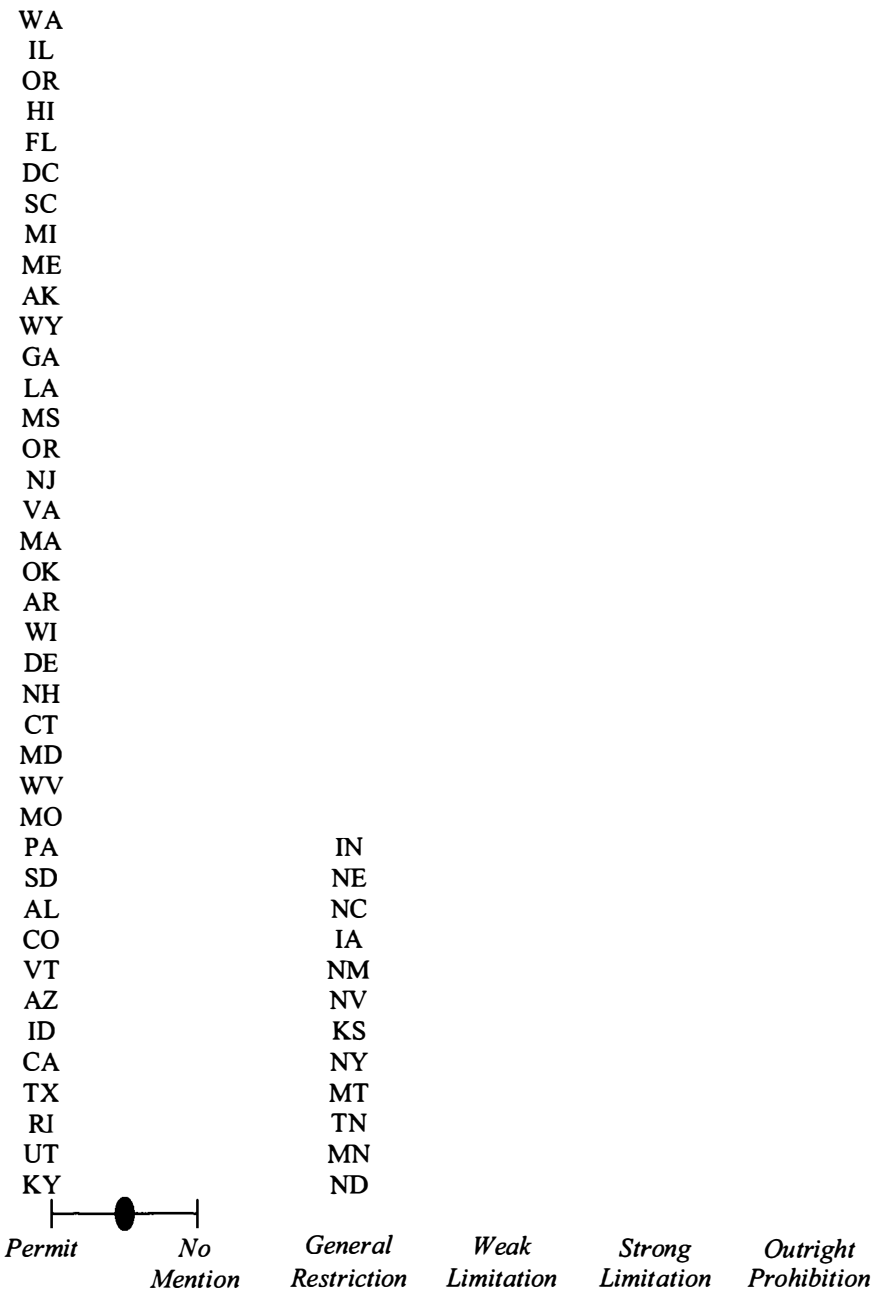 WA
IL
OR
HI
FL
DC
SC
MI
ME
AK
WY
GA
LA
MS
OR
NJ
VA
MA
OK
AR
WI
DE
NH
CT
MD
WV
MO
PA IN
SD NE
AL NC
CO IA
VT NM
AZ NV
ID KS
CA NY
TX MT
RI TN
UT MN
KY ND
Permit No General Weak Strong Outright
Mention Restriction Limitation Limitation Prohibition